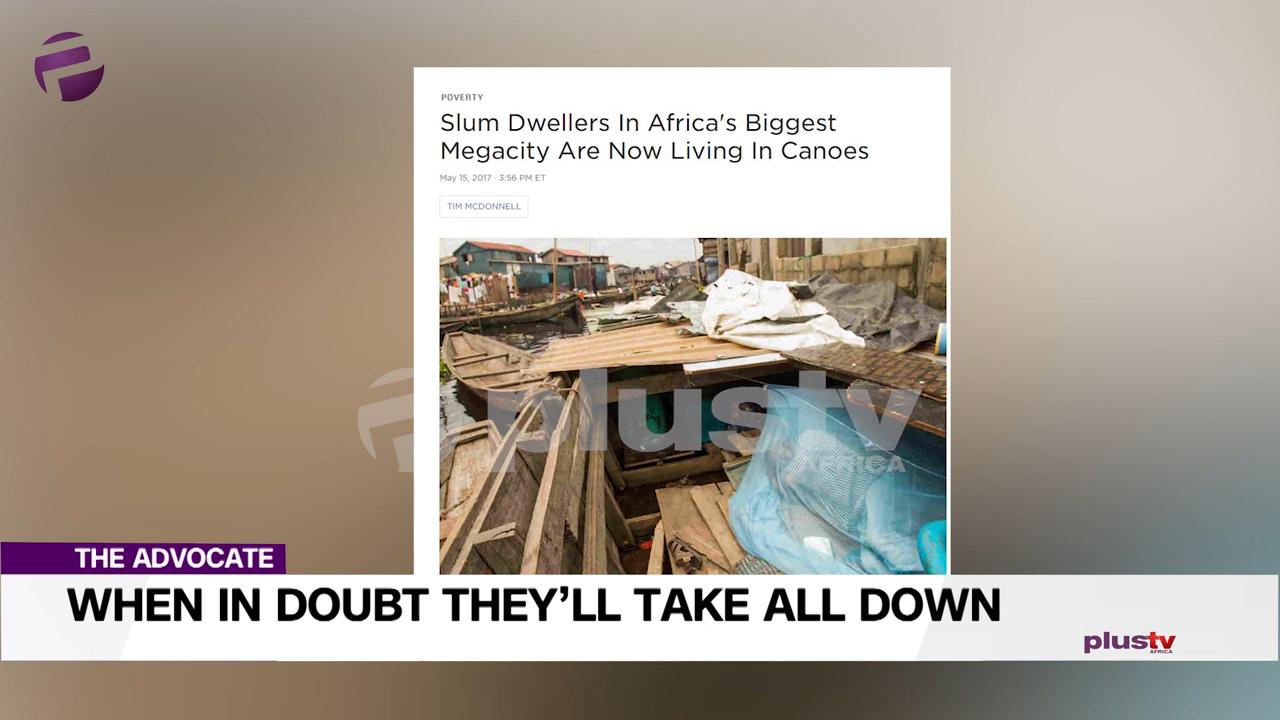 POVERTY
Slum Dwellers In Africa's Biggest
Megacity Are Now Living In Canoes
May 15, 2017 · 3:56 PM ET
TIM MCDONNELL
plustv
AFRICA
THE ADVOCATE
WHEN IN DOUBT THEY'LL TAKE ALL DOWN
plustv
AFRICA